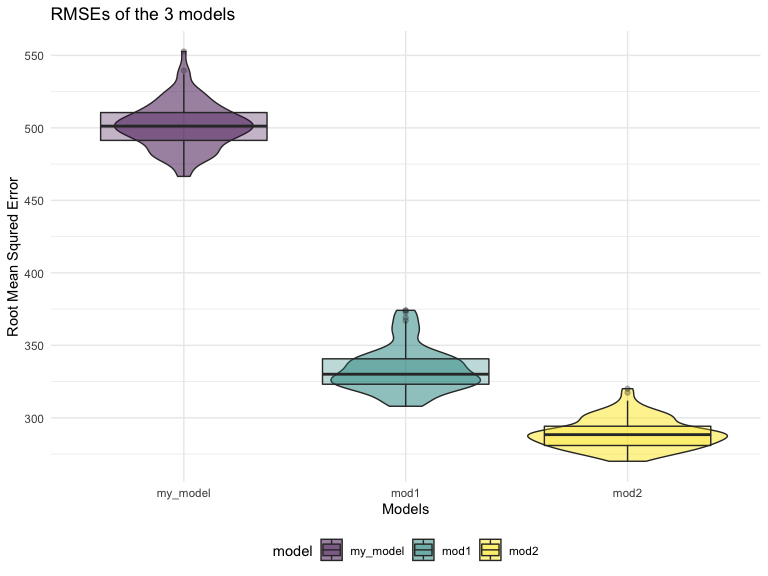 RMSEs of the 3 models
550
500
450
400
350
300
Root Mean Squred Error
my_model mod1 mod2
Models
model my_model mod1 mod2